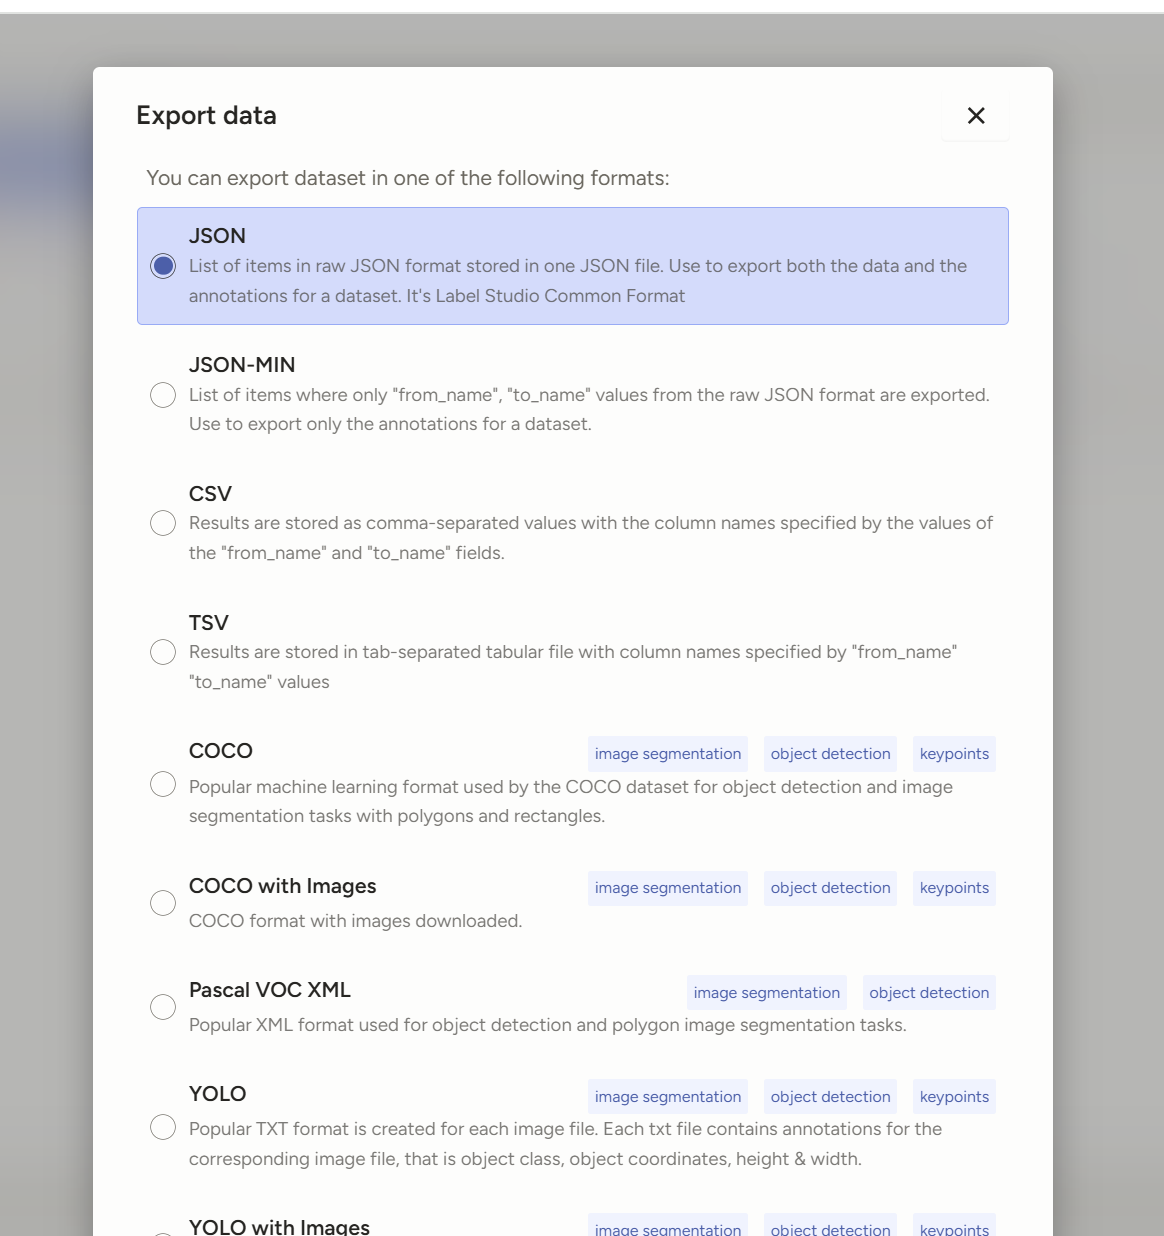 Export data
You can export dataset in one of the following formats:
JSON
List of items in raw JSON format stored in one JSON file. Use to export both the data and the
annotations for a dataset. It's Label Studio Common Format
JSON-MIN
List of items where only "from_name", "to_name" values from the raw JSON format are exported.
Use to export only the annotations for a dataset.
CSV
Results are stored as comma-separated values with the column names specified by the values of
the "from_name" and "to_name" fields.
TSV
Results are stored in tab-separated tabular file with column names specified by "from_name"
"to_name" values
COCO image segmentation object detection keypoints
Popular machine learning format used by the COCO dataset for object detection and image
segmentation tasks with polygons and rectangles.
COCO with Images image segmentation object detection keypoints
COCO format with images downloaded.
Pascal VOC XML image segmentation object detection
Popular XML format used for object detection and polygon image segmentation tasks.
YOLO image segmentation object detection keypoints
Popular TXT format is created for each image file. Each txt file contains annotations for the
corresponding image file, that is object class, object coordinates, height & width.
YOLO with Images image segmentation object detection keypoints